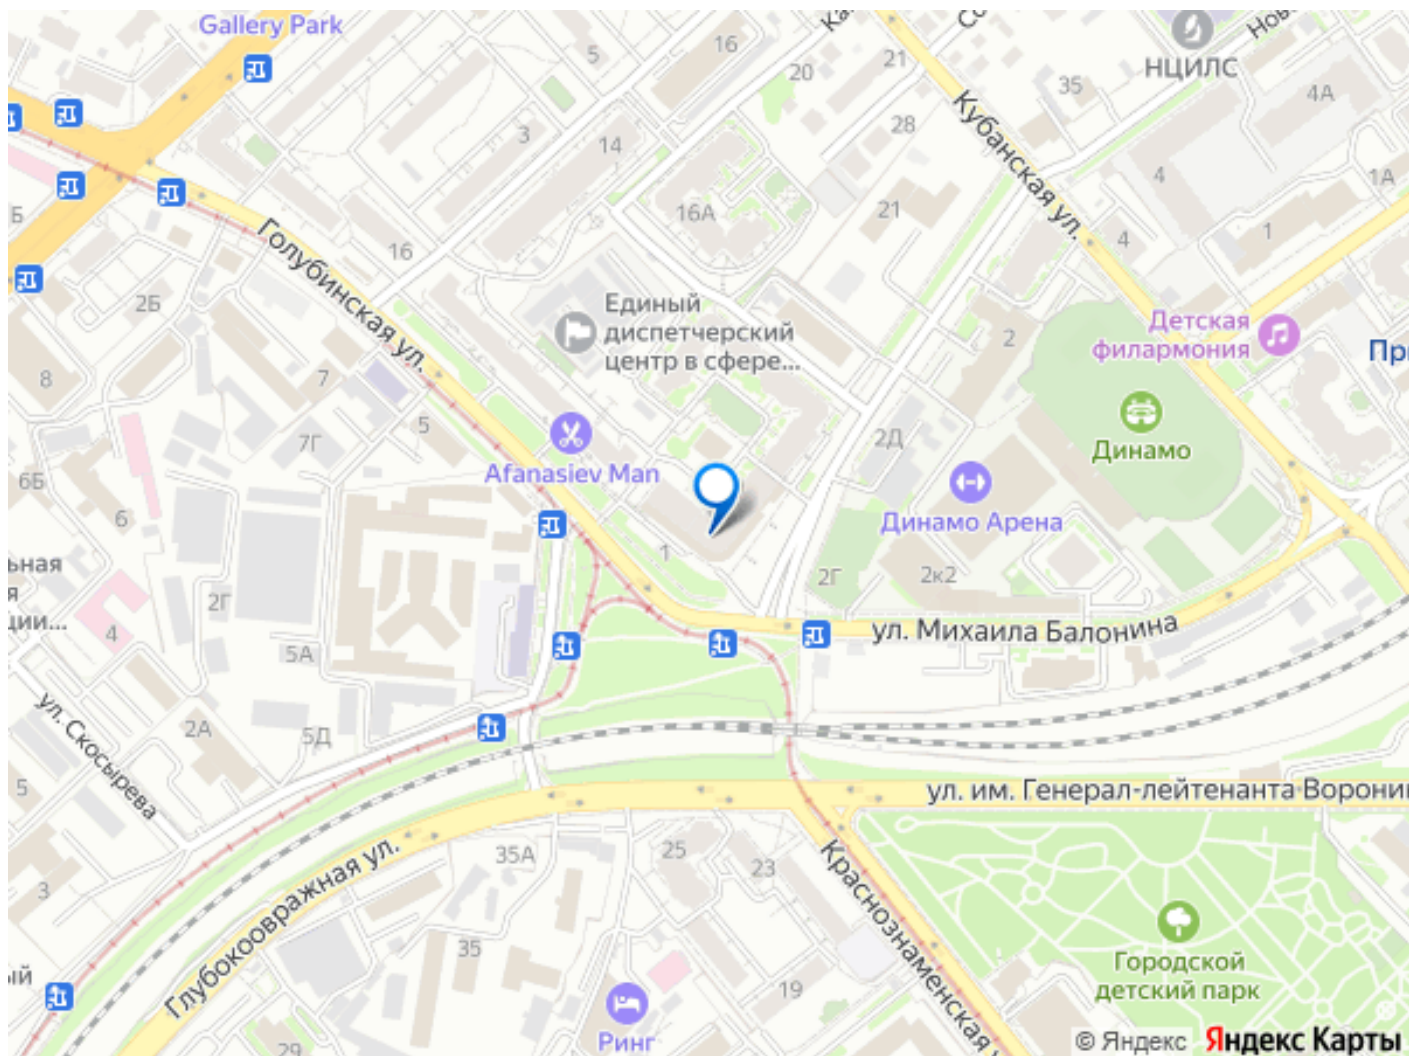 Gallery Park
16
5
21
НЦИЛС
20
35
4А
Кубанская ул.
3
14
28
4
1А
Б
16А
21
16
4
1
Голубинская ул.
2Б
Единый
диспетчерский
центр в сфере...
2
Детская
филармония
8
7
Динамо
5
7Г
2Д
6Б
Afanasiev Man
Динамо Арена
6
1
2Г
2к2
ьная
я
ции...
2Г
4
5А
ул. Михаила Балонина
ул. Скосырева
2А
5Д
5
ул. им. Генерал-лейтенанта Ворони
Глубокоовражная ул.
35А
25
23
Краснознаменская у
3
35
19
Городской
детский парк
ый
Ринг
29
© Яндекс Яндекс Карты